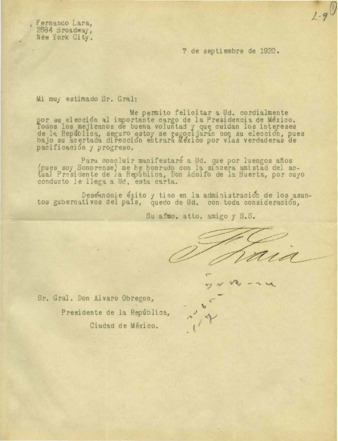 L-9
Fernando Lara,
2684 Broadway,
New York City.
7 de septiembre de 1920.
Mi muy estimado Sr. Gral:
Me permito felicitar a Ud. cordialmente
por su elección al importante cargo de la Presidencia de México.
Todos los mejicanos de buena voluntad y que cuidan los intereses
de la República, seguro estoy se regocijarán con su elección, pues
bajo su acertada dirección entrará México por vías verdaderas de
pacificación y progreso.
Para concluir manifestaré a Ud. que por luengos años
(pues soy Sonorense) me he honrado con la sincera amistad del ac-
tual Presidente de la República, Don Adolfo de la Huerta, por cuyo
conducto le llega a Ud. esta carta.
Deseándole éxito y tino en la administración de los asun-
tos gubernativos del país, quedo de Ud. con toda consideración,
Su afmo. atto. amigo y S.S.
F Lara
Sr. Gral. Don Alvaro Obregon,
Presidente de la República,
Ciudad de México.